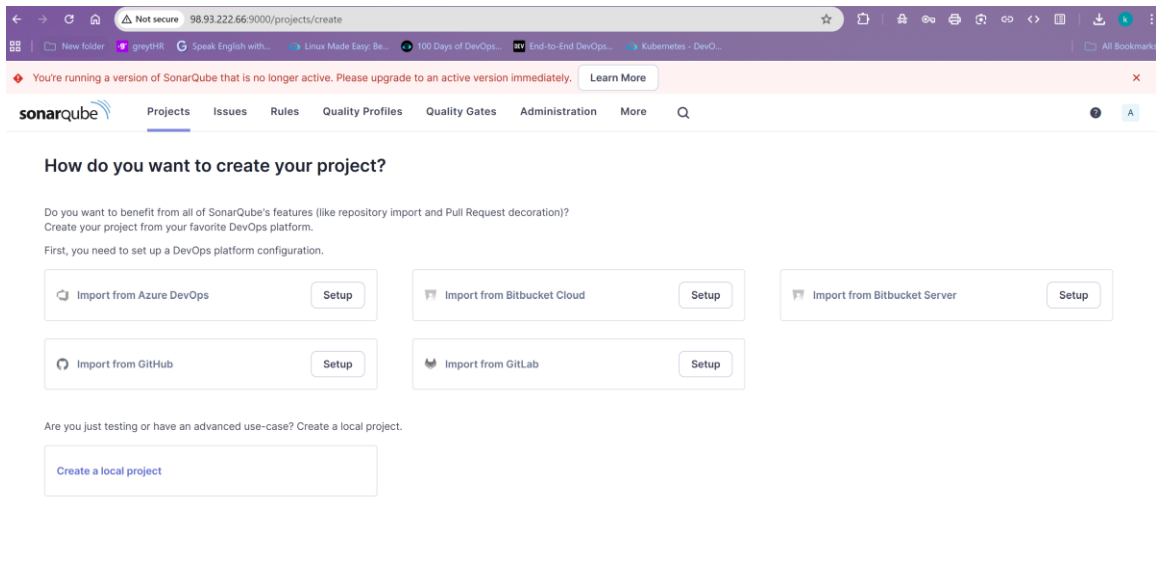 Not secure 98.93.222.66:9000/projects/create k
New folder greytHR Speak English with... Linux Made Easy: Be... 100 Days of DevOps... DEV End-to-End DevOps... Kubernetes - DevO... All Bookmarks
You're running a version of SonarQube that is no longer active. Please upgrade to an active version immediately. Learn More
sonarqube Projects Issues Rules Quality Profiles Quality Gates Administration More A
How do you want to create your project?
Do you want to benefit from all of SonarQube's features (like repository import and Pull Request decoration)?
Create your project from your favorite DevOps platform.
First, you need to set up a DevOps platform configuration.
Import from Azure DevOps Setup Import from Bitbucket Cloud Setup Import from Bitbucket Server Setup
Import from GitHub Setup Import from GitLab Setup
Are you just testing or have an advanced use-case? Create a local project.
Create a local project